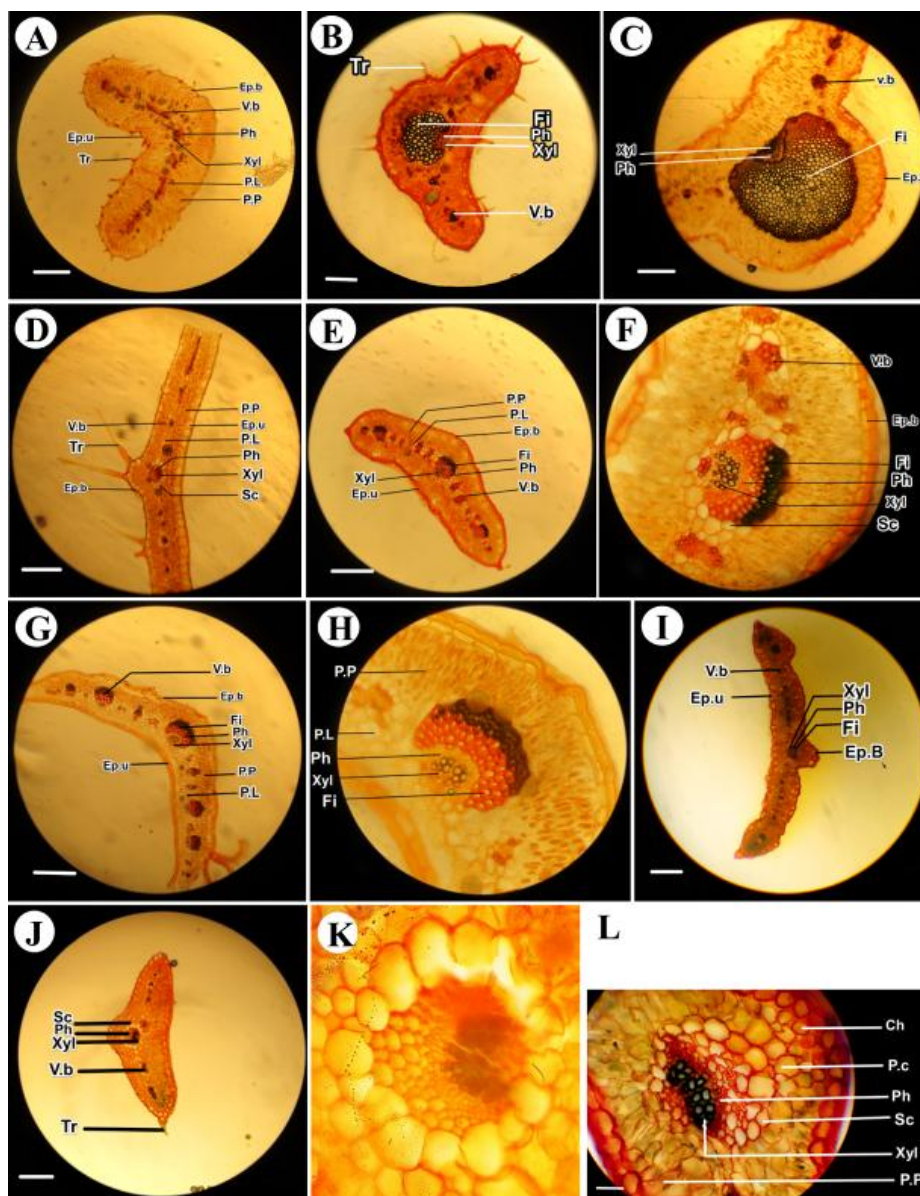 A
Ep.b
V.b
Ph
Ep.u
Xyl
Tr
P.L
P.P
B
Tr
Fi
Ph
Xyl
V.b
C
v.b
Xyl
Fi
Ph
Ep.
D
P.P
V.b
Ep.u
P.L
Tr
Ph
Xyl
Ep.b
Sc
E
P.P
P.L
Ep.b
Fi
Xyl
Ph
Ep.u
V.b
F
V.b
Ep.b
Fi
Ph
Xyl
Sc
G
V.b
Ep.b
Fi
Ph
Xyl
Ep.u
P.P
P.L
H
P.P
P.L
Ph
Xyl
Fi
I
V.b
Ep.u
Xyl
Ph
Fi
Ep.B
J
Sc
Ph
Xyl
V.b
Tr
K
L
Ch
P.c
Ph
Sc
Xyl
P.P